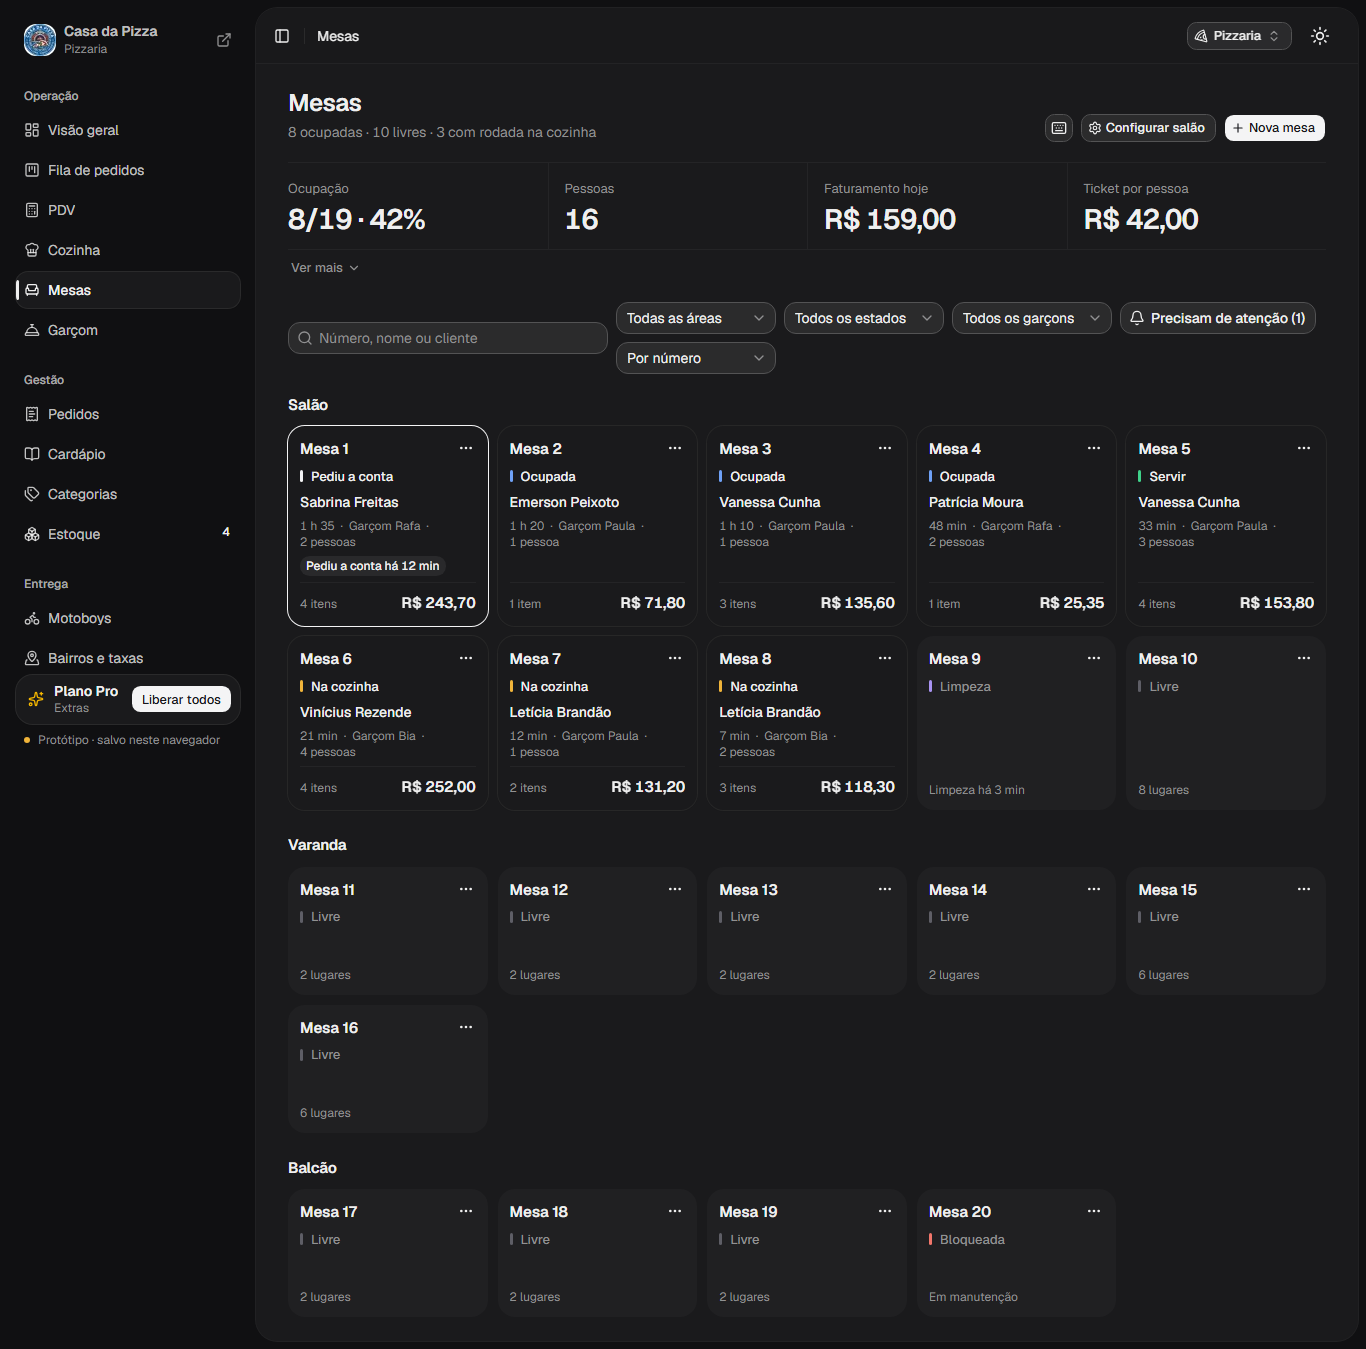 Casa da Pizza
Pizzaria
Operação
Visão geral
Fila de pedidos
PDV
Cozinha
Mesas
Garçom
Gestão
Pedidos
Cardápio
Categorias
Estoque 4
Entrega
Motoboys
Bairros e taxas
Plano Pro
Extras
Liberar todos
Protótipo · salvo neste navegador
Mesas
Pizzaria
Mesas
8 ocupadas · 10 livres · 3 com rodada na cozinha
Configurar salão
Nova mesa
Ocupação
8/19 · 42%
Pessoas
16
Faturamento hoje
R$ 159,00
Ticket por pessoa
R$ 42,00
Ver mais
Número, nome ou cliente
Todas as áreas
Todos os estados
Todos os garçons
Precisam de atenção (1)
Por número
Salão
Mesa 1
Pediu a conta
Sabrina Freitas
1 h 35 · Garçom Rafa ·
2 pessoas
Pediu a conta há 12 min
4 itens R$ 243,70
Mesa 2
Ocupada
Emerson Peixoto
1 h 20 · Garçom Paula ·
1 pessoa
1 item R$ 71,80
Mesa 3
Ocupada
Vanessa Cunha
1 h 10 · Garçom Paula ·
1 pessoa
3 itens R$ 135,60
Mesa 4
Ocupada
Patrícia Moura
48 min · Garçom Rafa ·
2 pessoas
1 item R$ 25,35
Mesa 5
Servir
Vanessa Cunha
33 min · Garçom Paula ·
3 pessoas
4 itens R$ 153,80
Mesa 6
Na cozinha
Vinícius Rezende
21 min · Garçom Bia ·
4 pessoas
4 itens R$ 252,00
Mesa 7
Na cozinha
Letícia Brandão
12 min · Garçom Paula ·
1 pessoa
2 itens R$ 131,20
Mesa 8
Na cozinha
Letícia Brandão
7 min · Garçom Bia ·
2 pessoas
3 itens R$ 118,30
Mesa 9
Limpeza
Limpeza há 3 min
Mesa 10
Livre
8 lugares
Varanda
Mesa 11
Livre
2 lugares
Mesa 12
Livre
2 lugares
Mesa 13
Livre
2 lugares
Mesa 14
Livre
2 lugares
Mesa 15
Livre
6 lugares
Mesa 16
Livre
6 lugares
Balcão
Mesa 17
Livre
2 lugares
Mesa 18
Livre
2 lugares
Mesa 19
Livre
2 lugares
Mesa 20
Bloqueada
Em manutenção